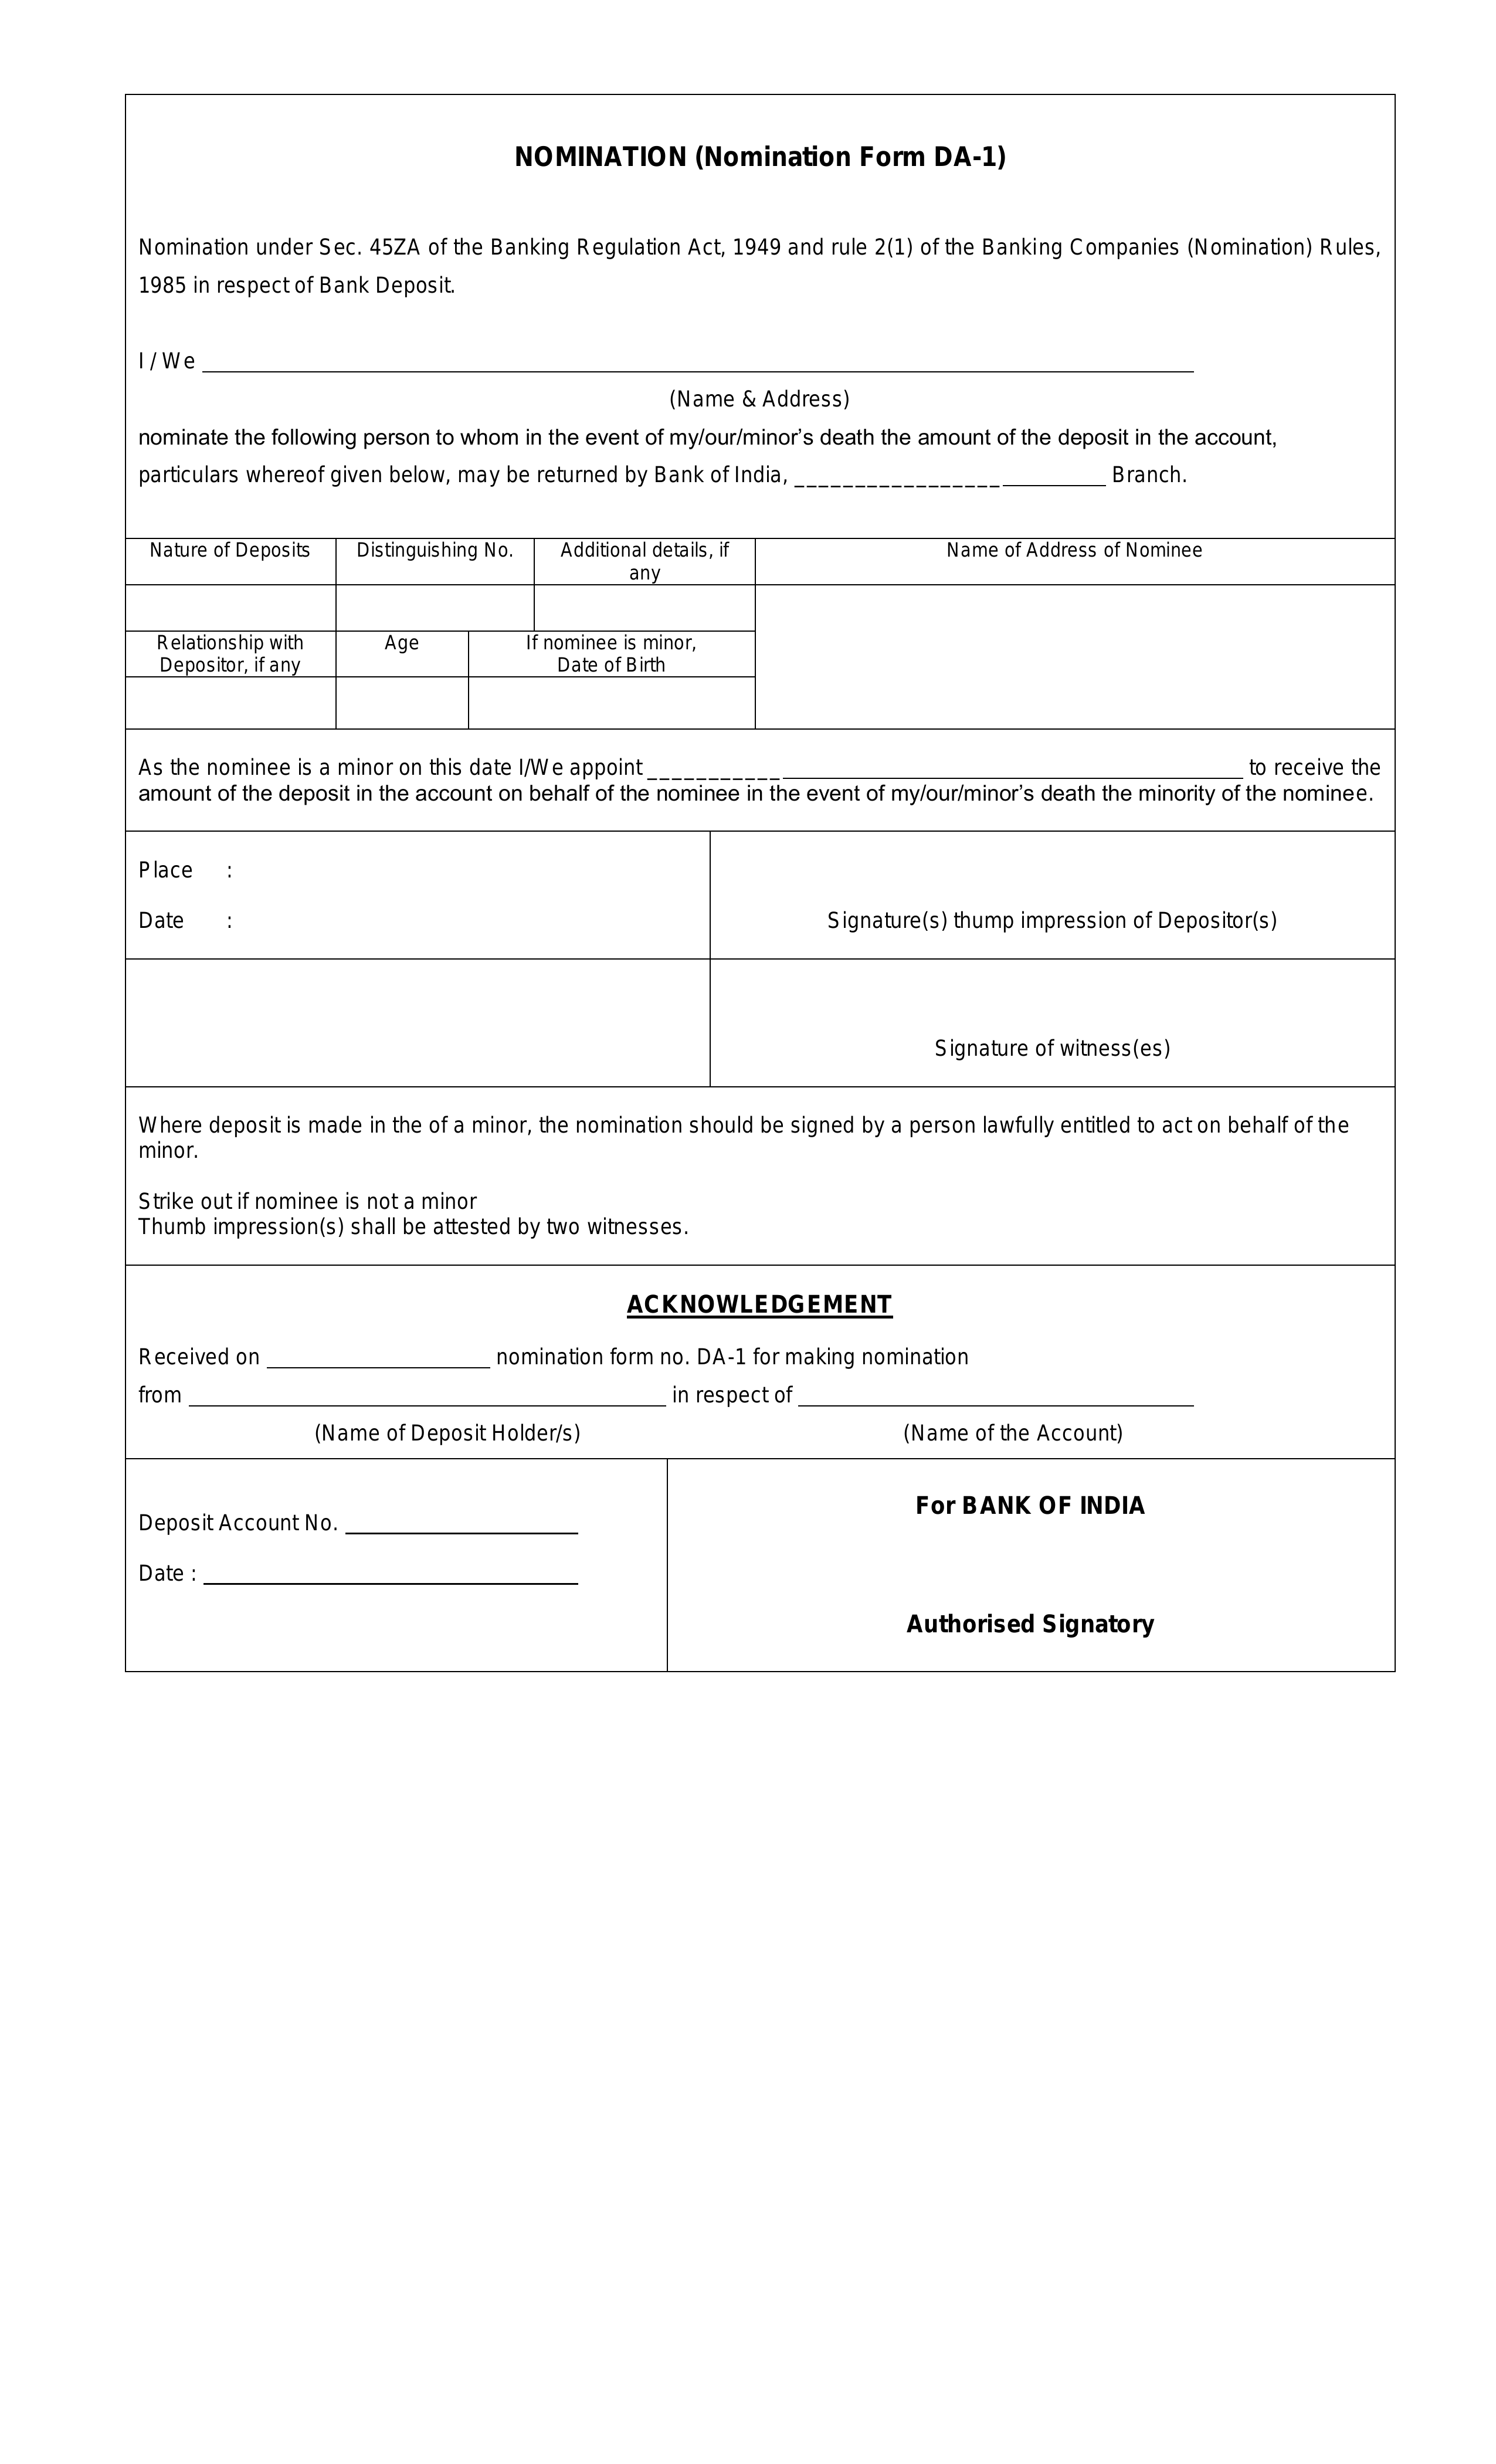 NOMINATION (Nomination Form DA-1)
Nomination under Sec. 45ZA of the Banking Regulation Act, 1949 and rule 2(1) of the Banking Companies (Nomination) Rules,
1985 in respect of Bank Deposit.
I / We ____________________
(Name & Address)
nominate the following person to whom in the event of my/our/minor’s death the amount of the deposit in the account,
particulars whereof given below, may be returned by Bank of India, ____________________ Branch.
Nature of Deposits Distinguishing No. Additional details, if Name of Address of Nominee
any
Relationship with Age If nominee is minor,
Depositor, if any Date of Birth
As the nominee is a minor on this date I/We appoint ____________________ to receive the
amount of the deposit in the account on behalf of the nominee in the event of my/our/minor’s death the minority of the nominee.
Place :
Date :
Signature(s) thump impression of Depositor(s)
Signature of witness(es)
Where deposit is made in the of a minor, the nomination should be signed by a person lawfully entitled to act on behalf of the
minor.
Strike out if nominee is not a minor
Thumb impression(s) shall be attested by two witnesses.
ACKNOWLEDGEMENT
Received on ____________________ nomination form no. DA-1 for making nomination
from ____________________ in respect of ____________________
(Name of Deposit Holder/s) (Name of the Account)
Deposit Account No. ____________________
Date : ____________________
For BANK OF INDIA
Authorised Signatory